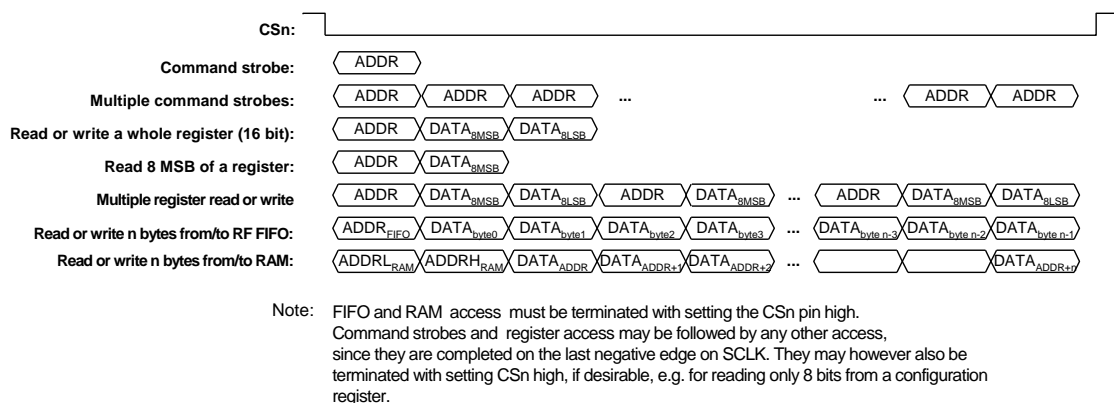 CSn:
Command strobe: ADDR
Multiple command strobes: ADDR ADDR ADDR ... ... ADDR ADDR
Read or write a whole register (16 bit): ADDR DATA8MSB DATA8LSB
Read 8 MSB of a register: ADDR DATA8MSB
Multiple register read or write ADDR DATA8MSB DATA8LSB ADDR DATA8MSB ... ADDR DATA8MSB DATA8LSB
Read or write n bytes from/to RF FIFO: ADDRFIFO DATAbyte0 DATAbyte1 DATAbyte2 DATAbyte3 ... DATAbyte n-3 DATAbyte n-2 DATAbyte n-1
Read or write n bytes from/to RAM: ADDRLRAM ADDRHRAM DATAADDR DATAADDR+1 DATAADDR+2 ... DATAADDR+n
Note: FIFO and RAM access must be terminated with setting the CSn pin high.
Command strobes and register access may be followed by any other access,
since they are completed on the last negative edge on SCLK. They may however also be
terminated with setting CSn high, if desirable, e.g. for reading only 8 bits from a configuration
register.